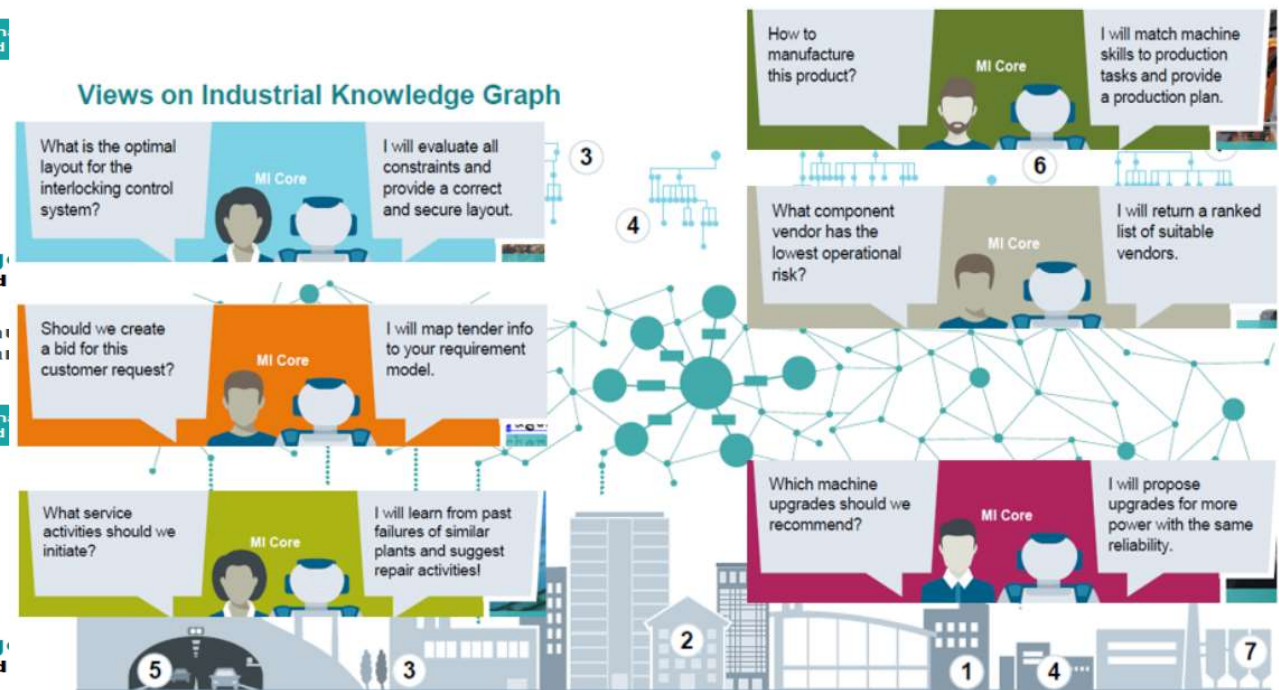 Views on Industrial Knowledge Graph
What is the optimal
layout for the
interlocking control
system?
MI Core
I will evaluate all
constraints and
provide a correct
and secure layout.
3
4
Should we create
a bid for this
customer request?
MI Core
I will map tender info
to your requirement
model.
What service
activities should we
initiate?
MI Core
I will learn from past
failures of similar
plants and suggest
repair activities!
How to
manufacture
this product?
MI Core
I will match machine
skills to production
tasks and provide
a production plan.
6
What component
vendor has the
lowest operational
risk?
MI Core
I will return a ranked
list of suitable
vendors.
Which machine
upgrades should we
recommend?
MI Core
I will propose
upgrades for more
power with the same
reliability.
5
3
2
1
4
7